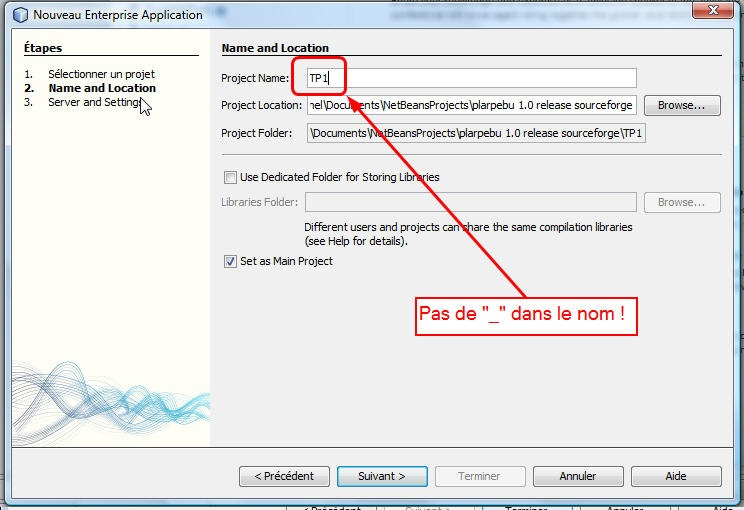 Nouveau Enterprise Application
Étapes
1. Sélectionner un projet
2. Name and Location
3. Server and Settings
Name and Location
Project Name: TP1
Project Location: nel\Documents\NetBeansProjects\plarpebu 1.0 release sourceforge Browse...
Project Folder: \Documents\NetBeansProjects\plarpebu 1.0 release sourceforge\TP1
Use Dedicated Folder for Storing Libraries
Libraries Folder: Browse...
Different users and projects can share the same compilation libraries
(see Help for details).
Set as Main Project
Pas de "_" dans le nom !
< Précédent Suivant > Terminer Annuler Aide